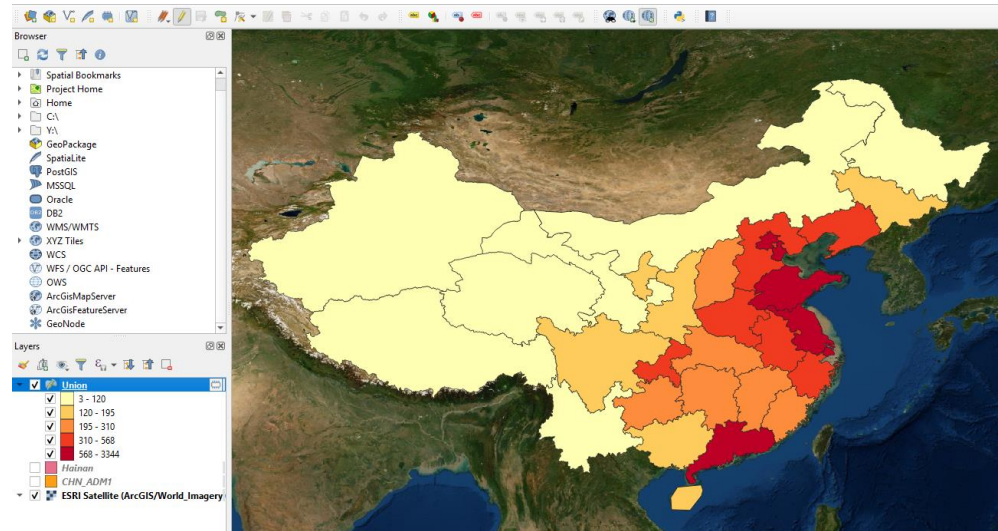 Browser
Spatial Bookmarks
Project Home
Home
C:\
Y:\
GeoPackage
SpatiaLite
PostGIS
MSSQL
Oracle
DB2
WMS/WMTS
XYZ Tiles
WCS
WFS / OGC API - Features
OWS
ArcGisMapServer
ArcGisFeatureServer
GeoNode
Layers
Union
3 - 120
120 - 195
195 - 310
310 - 568
568 - 3344
Hainan
CHN_ADM1
ESRI Satellite (ArcGIS/World_Imagery